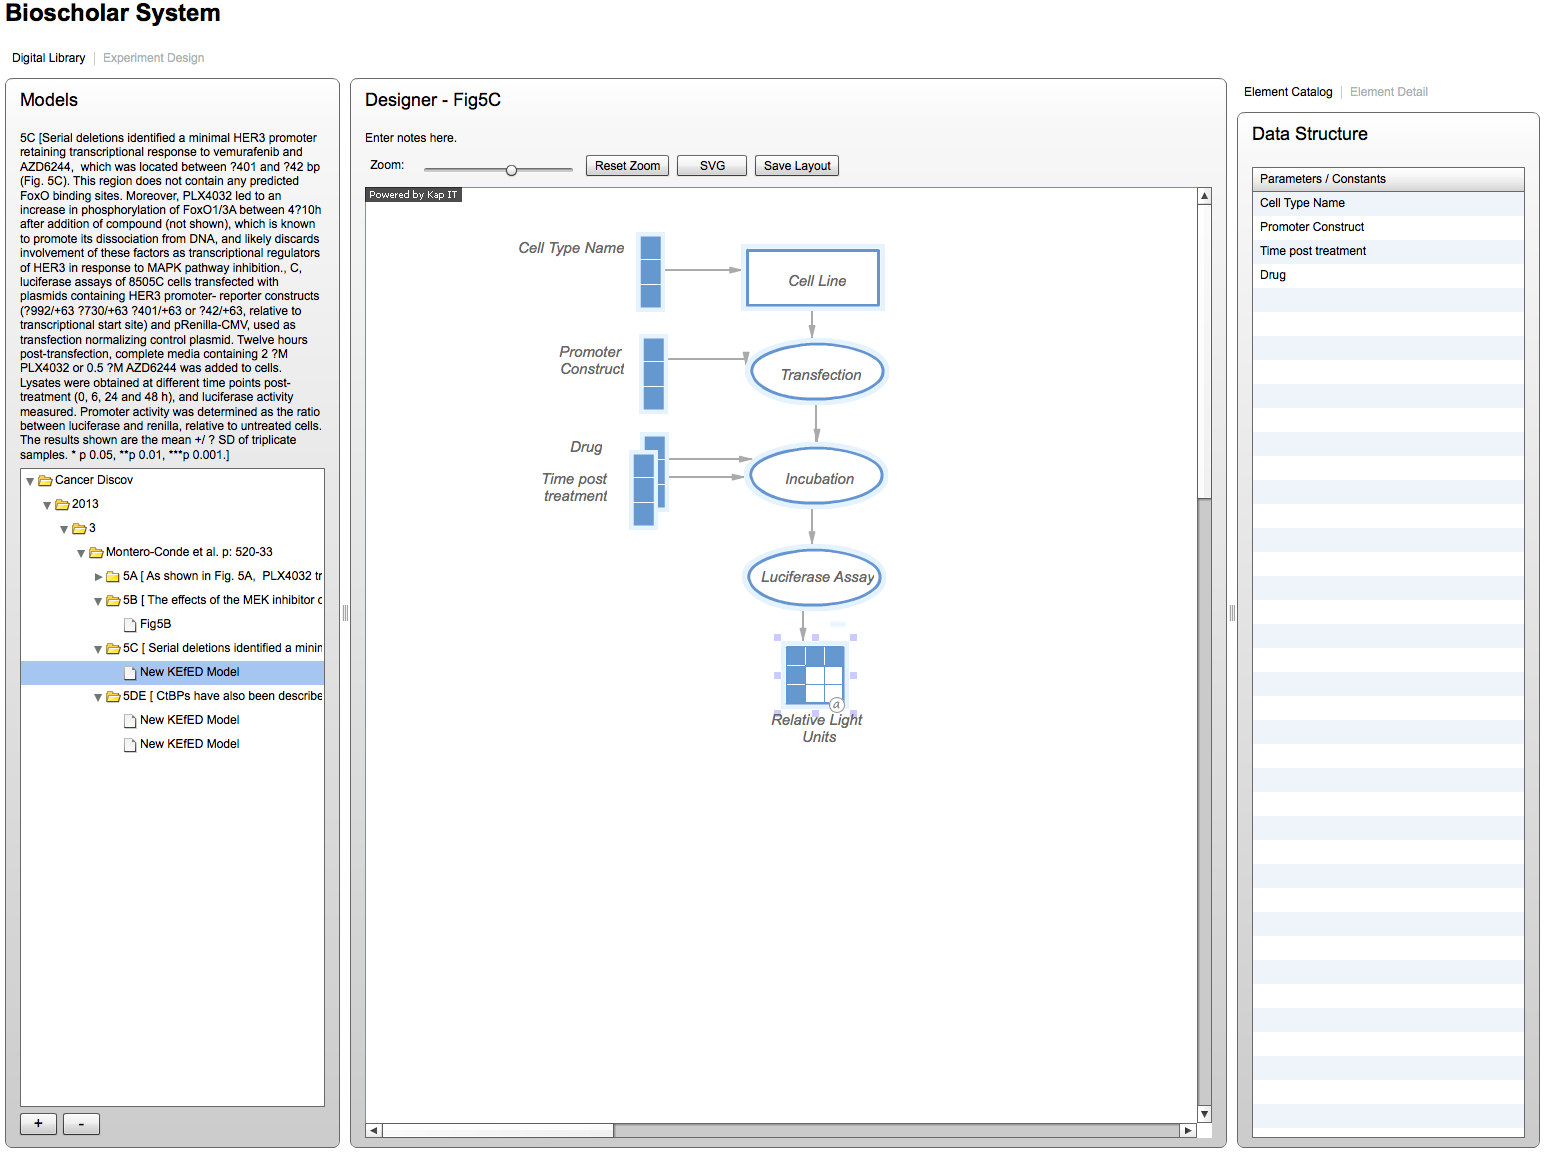 Bioscholar System
Digital Library
Experiment Design
Models
5C [Serial deletions identified a minimal HER3 promoter
retaining transcriptional response to vemurafenib and
AZD6244,  which was located between ?401 and ?42 bp
(Fig. 5C). This region does not contain any predicted
FoxO binding sites. Moreover, PLX4032 led to an
increase in phosphorylation of FoxO1/3A between 4?10h
after addition of compound (not shown), which is known
to promote its dissociation from DNA, and likely discards
involvement of these factors as transcriptional regulators
of HER3 in response to MAPK pathway inhibition., C,
luciferase assays of 8505C cells transfected with
plasmids containing HER3 promoter- reporter constructs
(?992/+63 ?730/+63 ?401/+63 or ?42/+63, relative to
transcriptional start site) and pRenilla-CMV, used as
transfection normalizing control plasmid. Twelve hours
post-transfection, complete media containing 2 ?M
PLX4032 or 0.5 ?M AZD6244 was added to cells.
Lysates were obtained at different time points post-
treatment (0, 6, 24 and 48 h), and luciferase activity
measured. Promoter activity was determined as the ratio
between luciferase and renilla, relative to untreated cells.
The results shown are the mean +/ ? SD of triplicate
samples. * p 0.05, **p 0.01, ***p 0.001.]
Cancer Discov
2013
3
Montero-Conde et al. p: 520-33
5A [ As shown in Fig. 5A,  PLX4032 tr
5B [ The effects of the MEK inhibitor c
Fig5B
5C [ Serial deletions identified a minin
New KEfED Model
5DE [ CtBPs have also been describe
New KEfED Model
New KEfED Model
+
-
Designer - Fig5C
Enter notes here.
Zoom:
Reset Zoom
SVG
Save Layout
Powered by Kap IT
Cell Type Name
Cell Line
Promoter
Construct
Transfection
Drug
Time post
treatment
Incubation
Luciferase Assay
a
Relative Light
Units
Element Catalog
Element Detail
Data Structure
Parameters / Constants
Cell Type Name
Promoter Construct
Time post treatment
Drug